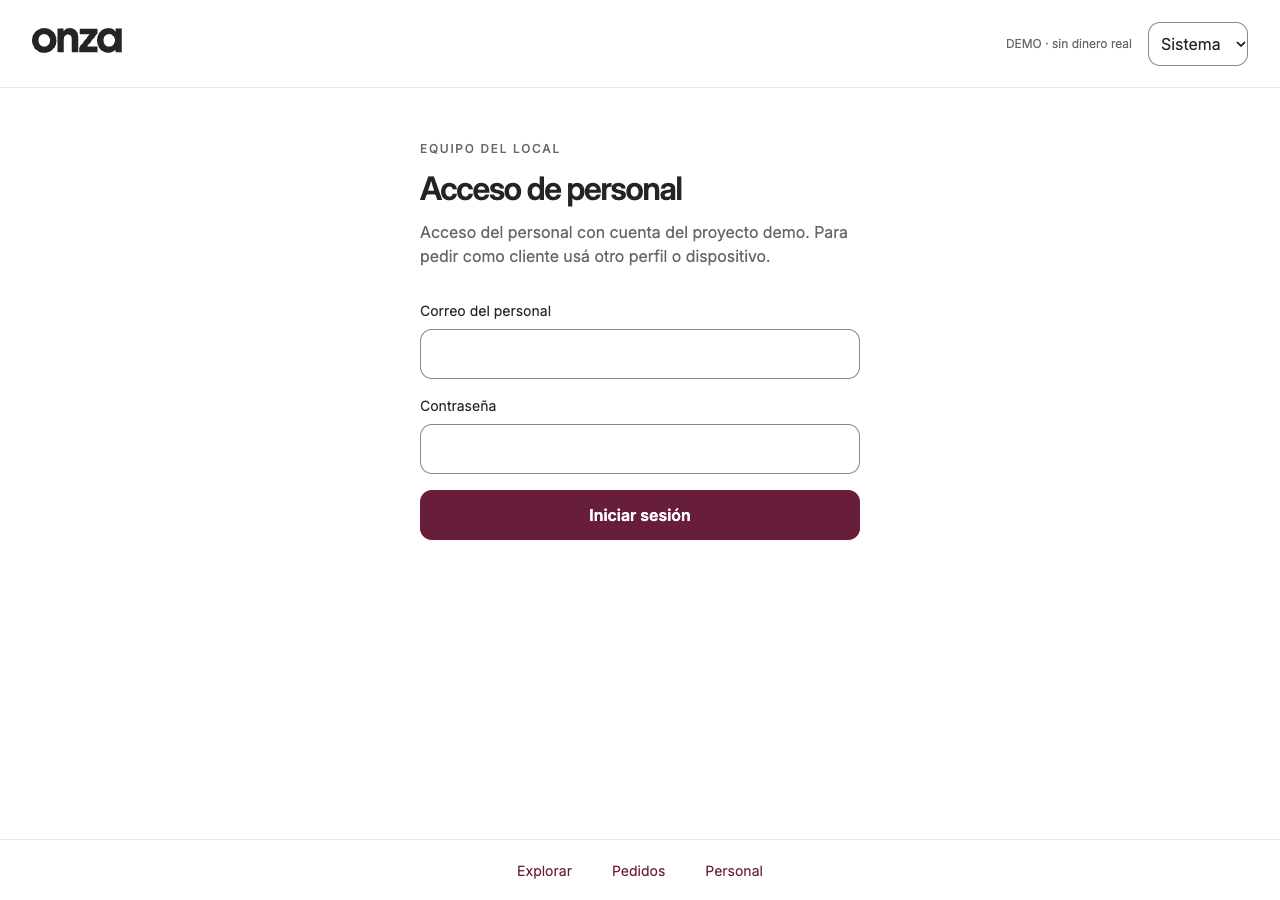 onza
DEMO · sin dinero real
Sistema
EQUIPO DEL LOCAL
Acceso de personal
Acceso del personal con cuenta del proyecto demo. Para
pedir como cliente usá otro perfil o dispositivo.
Correo del personal
Contraseña
Iniciar sesión
Explorar
Pedidos
Personal